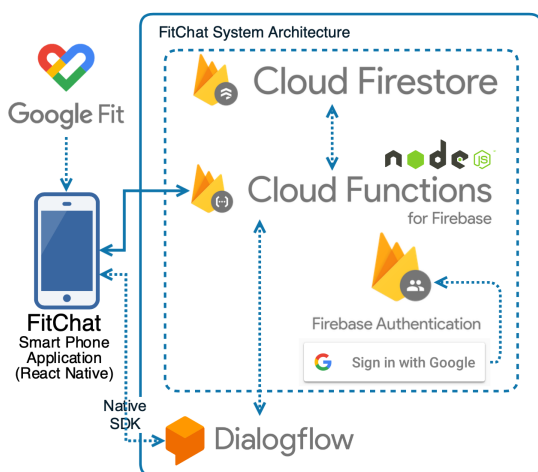 FitChat System Architecture
Cloud Firestore
Google Fit
node
JS
Cloud Functions
for Firebase
{···}
FitChat
Smart Phone
Application
(React Native)
Firebase Authentication
G
Sign in with Google
Native
SDK
Dialogflow